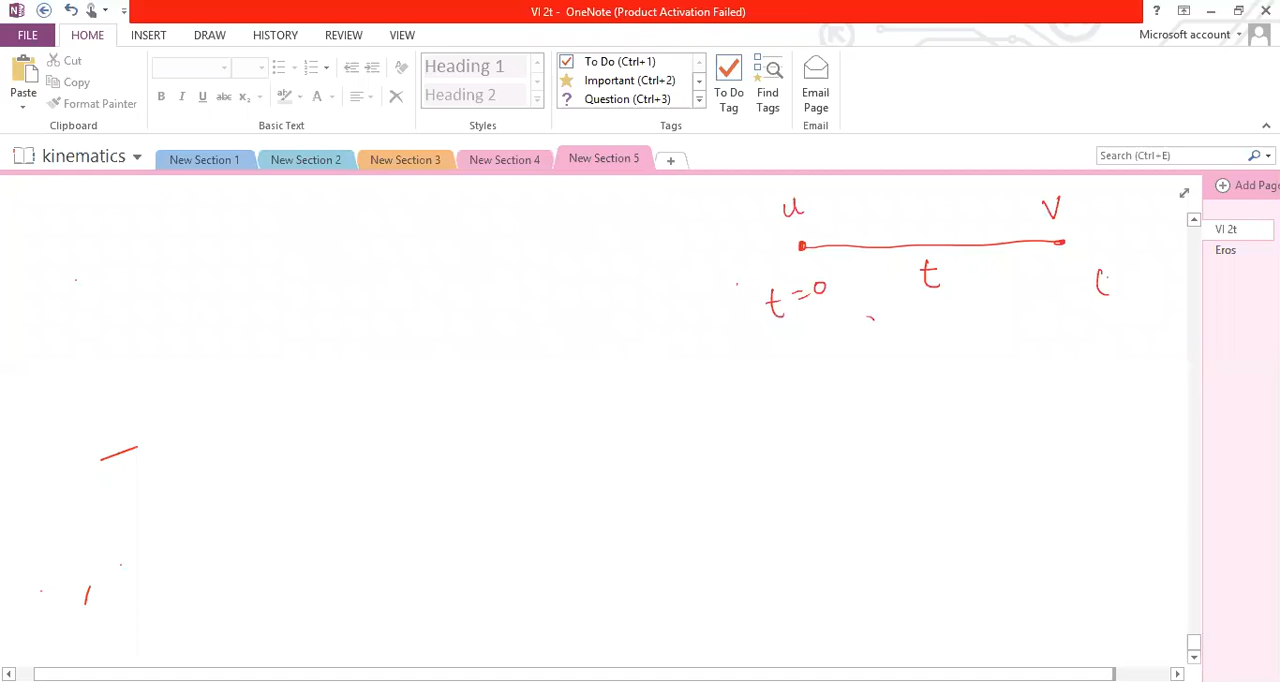 VI 2t - OneNote (Product Activation Failed)
?
FILE HOME INSERT DRAW HISTORY REVIEW VIEW
Microsoft account
Paste
Cut
Copy
Format Painter
Clipboard
B I U abc X₂ ab A
Basic Text
Heading 1
Heading 2
Styles
To Do (Ctrl+1)
Important (Ctrl+2)
? Question (Ctrl+3)
To Do Tag
Find Tags
Tags
Email Page
Email
kinematics
New Section 1 New Section 2 New Section 3 New Section 4 New Section 5 +
Search (Ctrl+E)
Add Page
VI 2t
Eros
u v
t
t=0
(